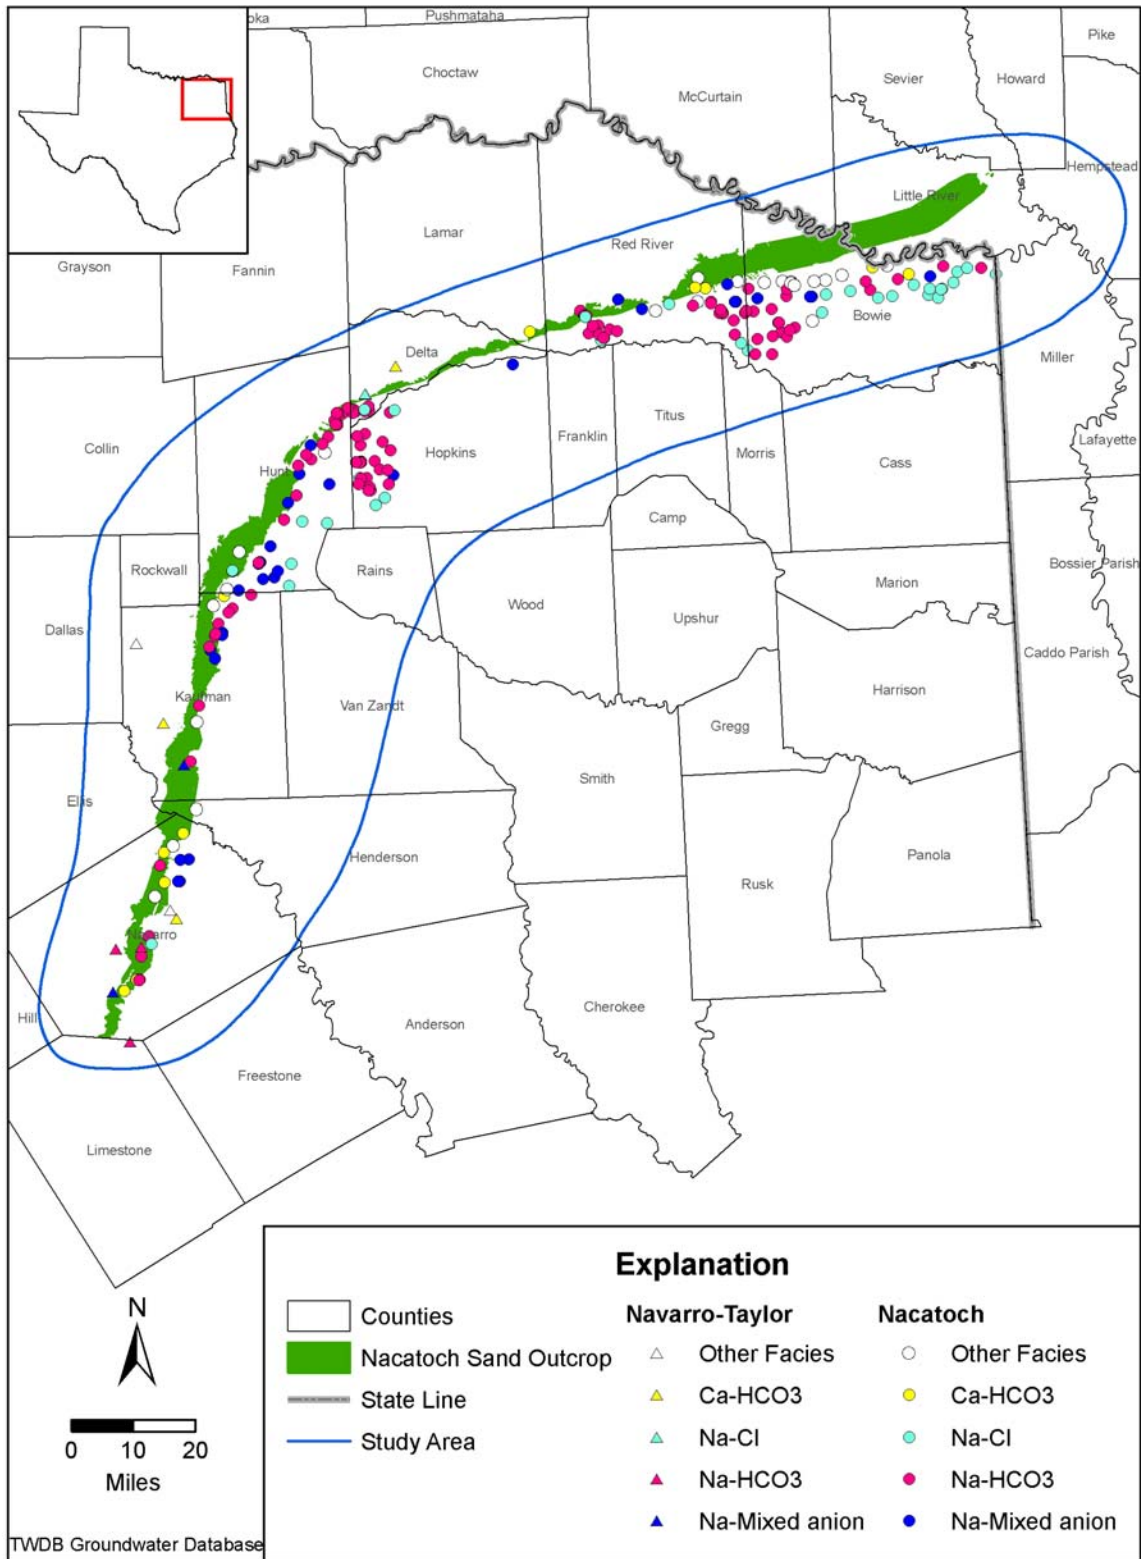 oka
Pushmataha
Pike
Choctaw
Sevier
Howard
McCurtain
Hempstead
Little River
Lamar
Red River
Grayson
Fannin
Bowie
Delta
Miller
Titus
Collin
Hunt
Hopkins
Franklin
Morris
Cass
Lafayette
Camp
Rockwall
Rains
Marion
Bossier Parish
Wood
Upshur
Dallas
Caddo Parish
Kaufman
Van Zandt
Harrison
Gregg
Smith
Ellis
Henderson
Panola
Rusk
Navarro
Cherokee
Hill
Anderson
Freestone
Limestone
N
0 10 20
Miles
TWDB Groundwater Database
Explanation
Counties
Nacatoch Sand Outcrop
State Line
Study Area
Navarro-Taylor
Other Facies
Ca-HCO3
Na-Cl
Na-HCO3
Na-Mixed anion
Nacatoch
Other Facies
Ca-HCO3
Na-Cl
Na-HCO3
Na-Mixed anion